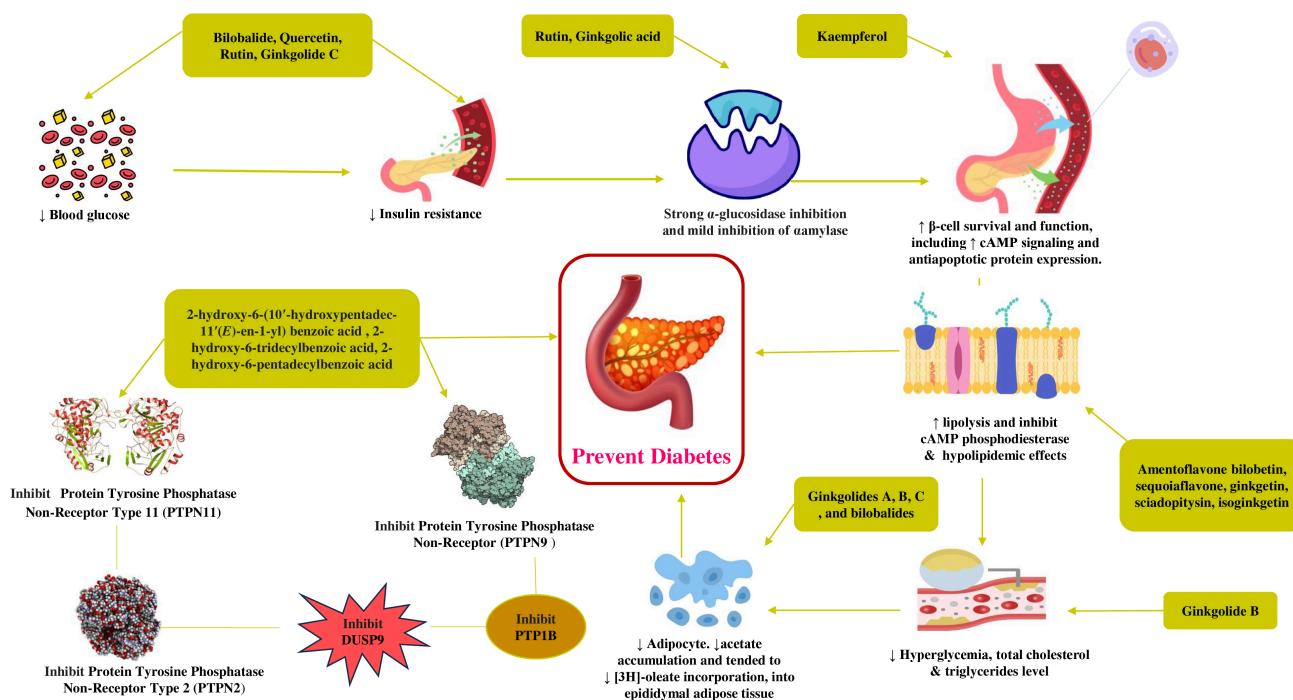 Bilobalide, Quercetin,
Rutin, Ginkgolide C
Rutin, Ginkgolic acid
Kaempferol
↓ Blood glucose
↓ Insulin resistance
Strong α-glucosidase inhibition
and mild inhibition of αamylase
↑ β-cell survival and function,
including ↑ cAMP signaling and
antiapoptotic protein expression.
2-hydroxy-6-(10′-hydroxypentadec-
11′(E)-en-1-yl) benzoic acid , 2-
hydroxy-6-tridecylbenzoic acid, 2-
hydroxy-6-pentadecylbenzoic acid
Prevent Diabetes
↑ lipolysis and inhibit
cAMP phosphodiesterase
& hypolipidemic effects
Amentoflavone bilobetin,
sequoiaflavone, ginkgetin,
sciadopitysin, isoginkgetin
Inhibit Protein Tyrosine Phosphatase
Non-Receptor Type 11 (PTPN11)
Inhibit Protein Tyrosine Phosphatase
Non-Receptor (PTPN9 )
Ginkgolides A, B, C
, and bilobalides
Ginkgolide B
Inhibit
DUSP9
Inhibit
PTP1B
Inhibit Protein Tyrosine Phosphatase
Non-Receptor Type 2 (PTPN2)
↓ Adipocyte. ↓acetate
accumulation and tended to
↓ [3H]-oleate incorporation, into
epididymal adipose tissue
↓ Hyperglycemia, total cholesterol
& triglycerides level